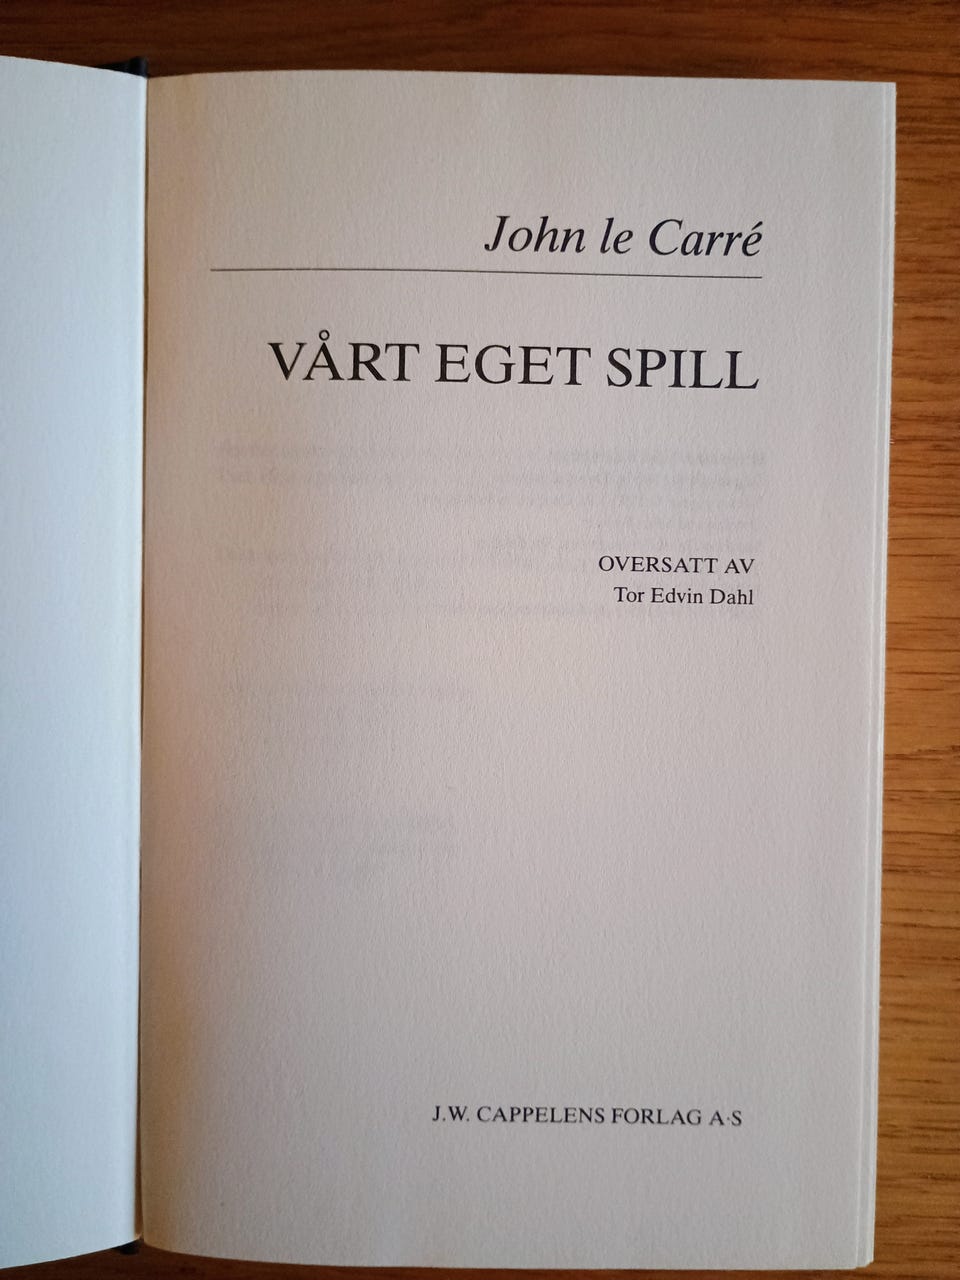 John le Carré
VÅRT EGET SPILL
OVERSATT AV
Tor Edvin Dahl
J.W. CAPPELENS FORLAG A·S